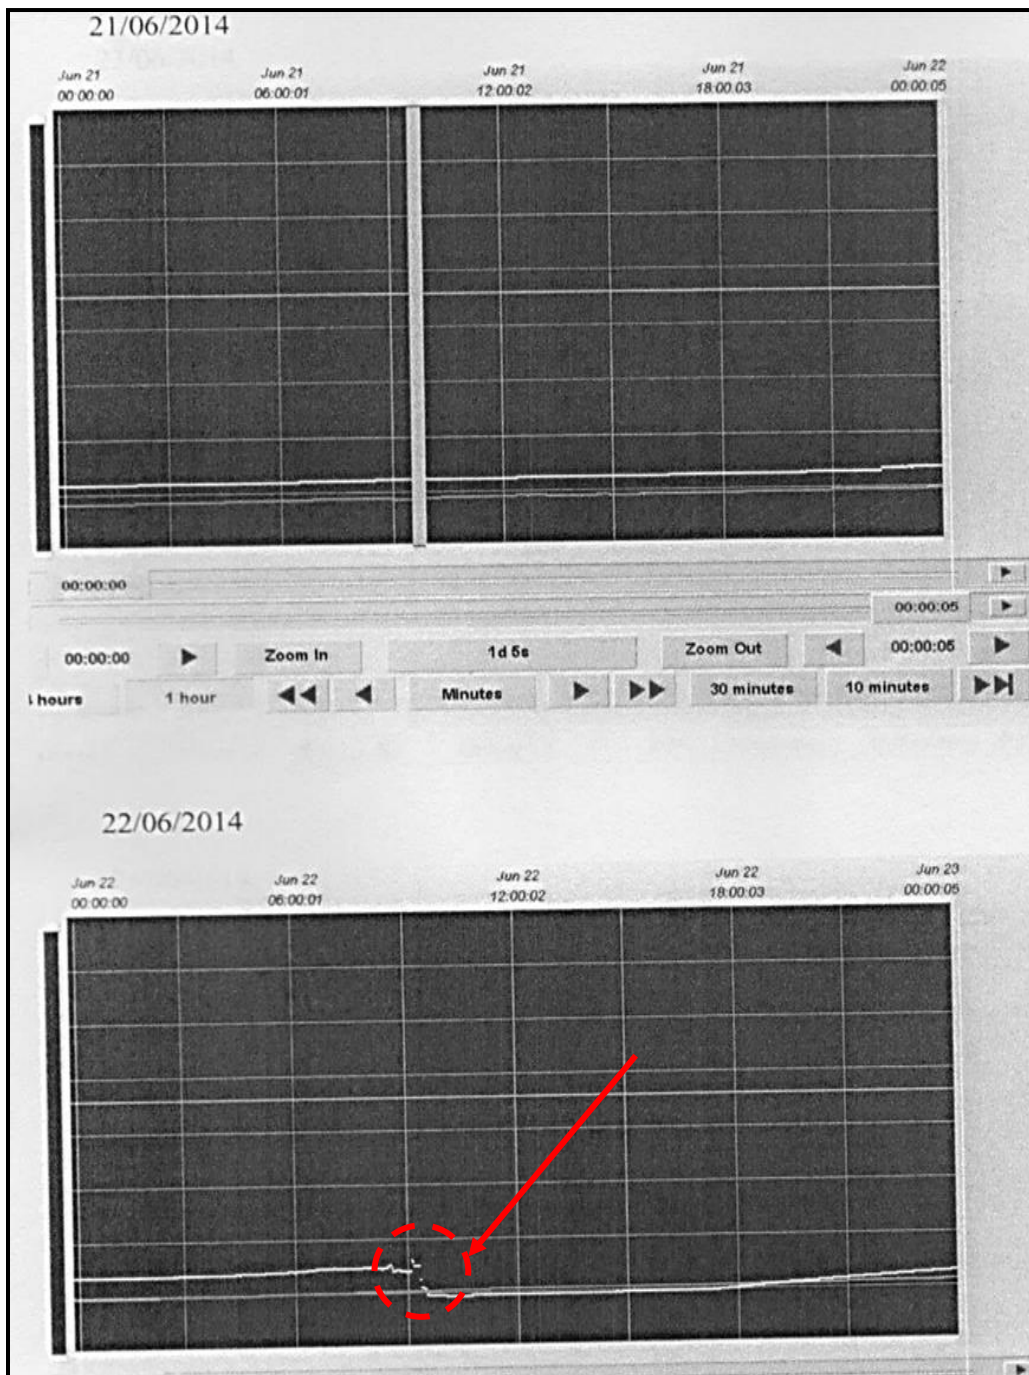 21/06/2014
Jun 21 Jun 21 Jun 21 Jun 21 Jun 22
00:00:00 06:00:01 12:00:02 18:00:03 00:00:05
00:00:00
00:00:05
00:00:00 Zoom In 1d 5s Zoom Out 00:00:05
hours 1 hour Minutes 30 minutes 10 minutes
22/06/2014
Jun 22 Jun 22 Jun 22 Jun 22 Jun 23
00:00:00 06:00:01 12:00:02 18:00:03 00:00:05